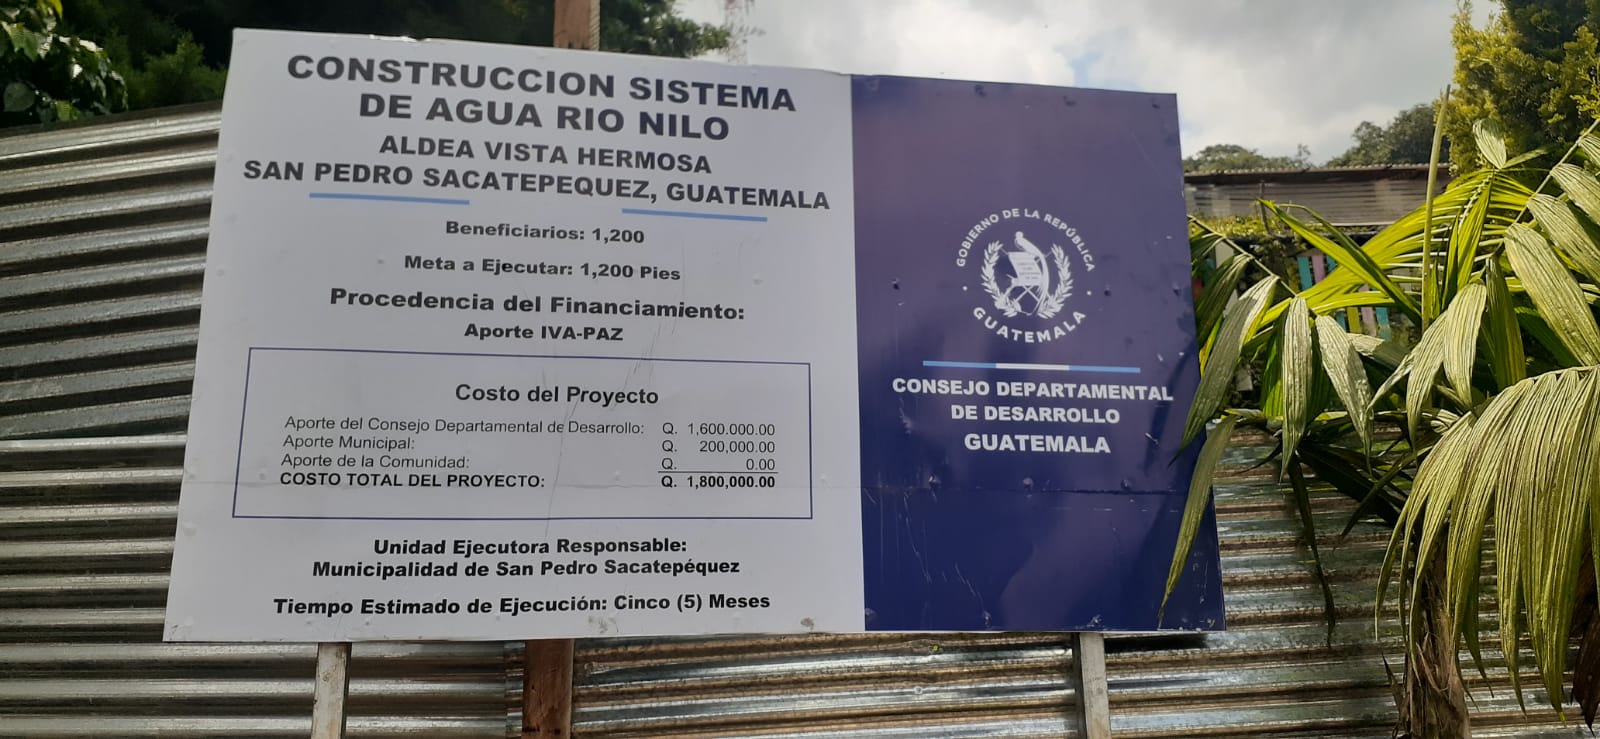 CONSTRUCCION SISTEMA
DE AGUA RIO NILO
ALDEA VISTA HERMOSA
SAN PEDRO SACATEPEQUEZ, GUATEMALA
Beneficiarios: 1,200
Meta a Ejecutar: 1,200 Pies
Procedencia del Financiamiento:
Aporte IVA-PAZ
Costo del Proyecto
Aporte del Consejo Departamental de Desarrollo: Q. 1,600.000.00
Aporte Municipal: Q. 200,000.00
Aporte de la Comunidad: Q. 0.00
COSTO TOTAL DEL PROYECTO: Q. 1,800,000.00
Unidad Ejecutora Responsable:
Municipalidad de San Pedro Sacatepéquez
Tiempo Estimado de Ejecución: Cinco (5) Meses
GOBIERNO DE LA REPÚBLICA
GUATEMALA
CONSEJO DEPARTAMENTAL
DE DESARROLLO
GUATEMALA